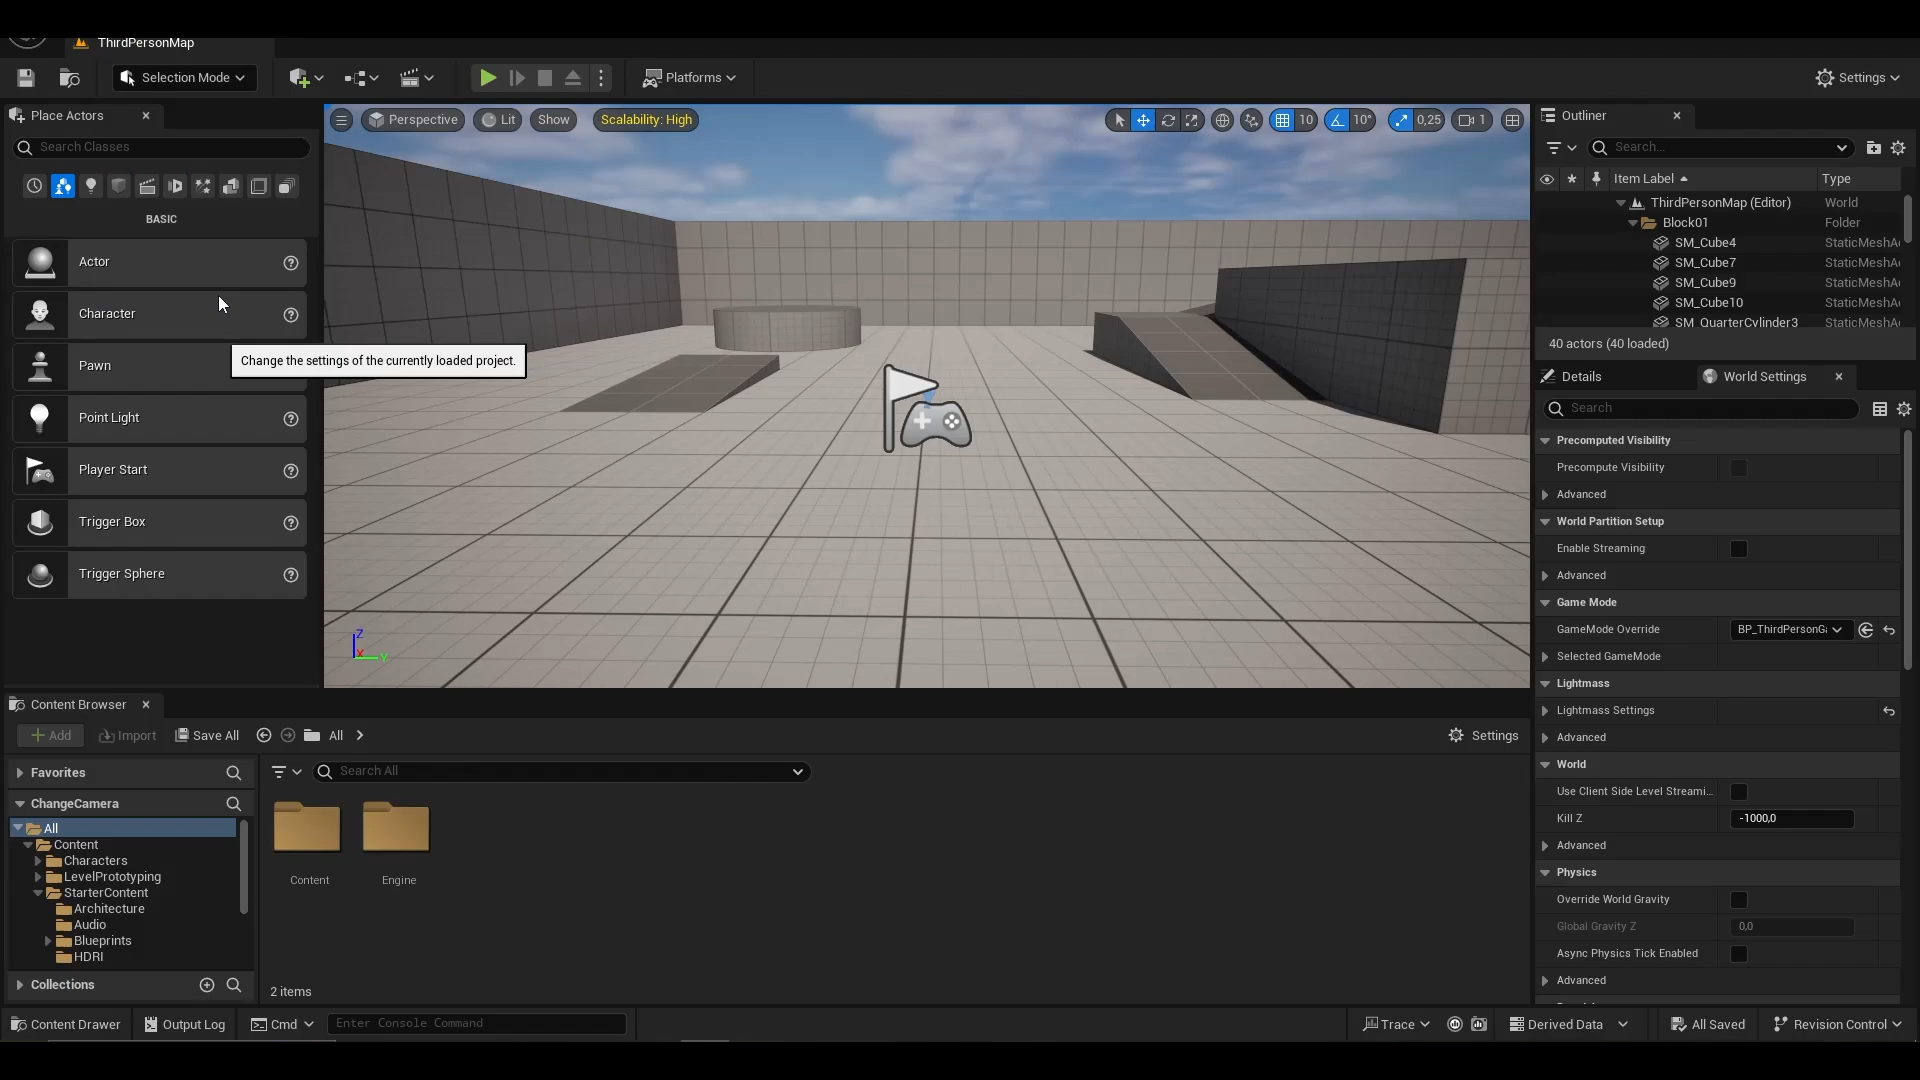 ThirdPersonMap
Selection Mode
Platforms
Settings
Place Actors
Search Classes
BASIC
Actor
Character
Pawn
Point Light
Player Start
Trigger Box
Trigger Sphere
Change the settings of the currently loaded project.
Perspective
Lit
Show
Scalability: High
10
10°
0,25
1
Z
X
Y
Outliner
Search...
Item Label
Type
ThirdPersonMap (Editor)
World
Block01
Folder
SM_Cube4
StaticMeshA
SM_Cube7
StaticMeshA
SM_Cube9
StaticMeshA
SM_Cube10
StaticMeshA
SM_QuarterCylinder3
StaticMeshA
40 actors (40 loaded)
Details
World Settings
Search
Precomputed Visibility
Precompute Visibility
Advanced
World Partition Setup
Enable Streaming
Advanced
Game Mode
GameMode Override
BP_ThirdPersonGa
Selected GameMode
Lightmass
Lightmass Settings
Advanced
World
Use Client Side Level Streami...
Kill Z
-1000,0
Advanced
Physics
Override World Gravity
Global Gravity Z
0,0
Async Physics Tick Enabled
Advanced
Content Browser
Add
Import
Save All
All
Settings
Favorites
Search All
ChangeCamera
All
Content
Characters
LevelPrototyping
StarterContent
Architecture
Audio
Blueprints
HDRI
Collections
Content
Engine
2 items
Content Drawer
Output Log
Cmd
Enter Console Command
Trace
Derived Data
All Saved
Revision Control